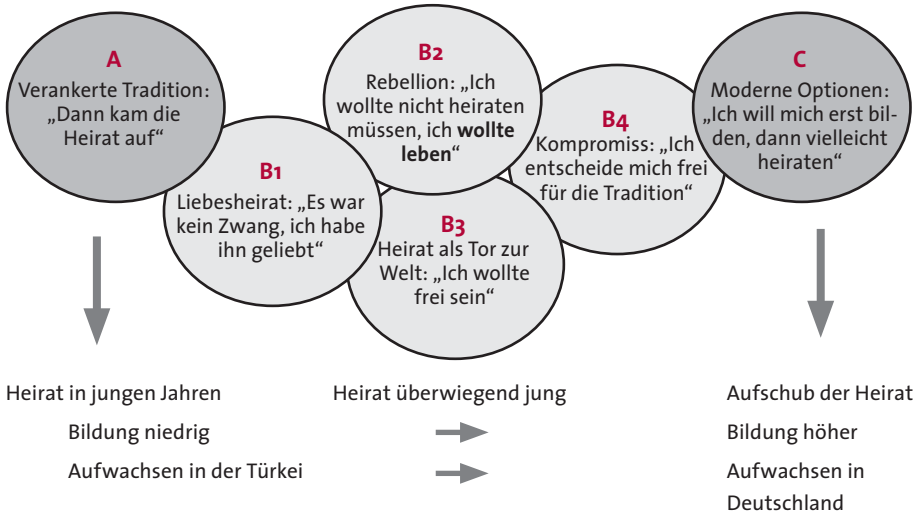 A
Verankerte Tradition:
„Dann kam die
Heirat auf“
B1
Liebesheirat: „Es war
kein Zwang, ich habe
ihn geliebt“
B2
Rebellion: „Ich
wollte nicht heiraten
müssen, ich wollte
leben“
B3
Heirat als Tor zur
Welt: „Ich wollte
frei sein“
B4
Kompromiss: „Ich
entscheide mich frei
für die Tradition“
C
Moderne Optionen:
„Ich will mich erst bil-
den, dann vielleicht
heiraten“
Heirat in jungen Jahren
Heirat überwiegend jung
Aufschub der Heirat
Bildung niedrig
Bildung höher
Aufwachsen in der Türkei
Aufwachsen in
Deutschland